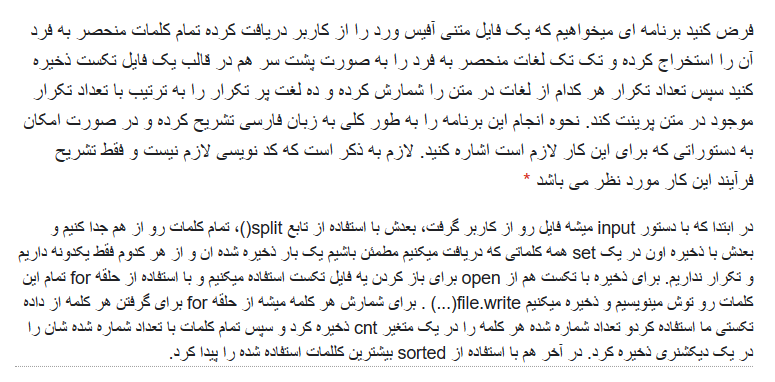 فرض کنید برنامه ای میخواهیم که یک فایل متنی آفیس ورد را از کاربر دریافت کرده تمام کلمات منحصر به فرد
آن را استخراج کرده و تک تک لغات منحصر به فرد را به صورت پشت سر هم در قالب یک فایل تکست ذخیره
کنید سپس تعداد تکرار هر کدام از لغات در متن را شمارش کرده و ده لغت پر تکرار را به ترتیب با تعداد تکرار
موجود در متن پرینت کند. نحوه انجام این برنامه را به طور کلی به زبان فارسی تشریح کرده و در صورت امکان
به دستوراتی که برای این کار لازم است اشاره کنید. لازم به ذکر است که کد نویسی لازم نیست و فقط تشریح
فرآیند این کار مورد نظر می باشد *
در ابتدا که با دستور input میشه فایل رو از کاربر گرفت، بعدش با استفاده از تابع split()، تمام کلمات رو از هم جدا کنیم و
بعدش با ذخیره اون در یک set همه کلماتی که دریافت میکنیم مطمئن باشیم یک بار ذخیره شده ان و از هر کدوم فقط یکدونه داریم
و تکرار نداریم. برای ذخیره با تکست هم از open برای باز کردن یه فایل تکست استفاده میکنیم و با استفاده از حلقه for تمام این
کلمات رو توش مینویسیم و ذخیره میکنیم file.write(...) . برای شمارش هر کلمه میشه از حلقه for برای گرفتن هر کلمه از داده
تکستی ما استفاده کردو تعداد شماره شده هر کلمه را در یک متغیر cnt ذخیره کرد و سپس تمام کلمات با تعداد شماره شده شان را
در یک دیکشنری ذخیره کرد. در آخر هم با استفاده از sorted بیشترین کللمات استفاده شده را پیدا کرد.